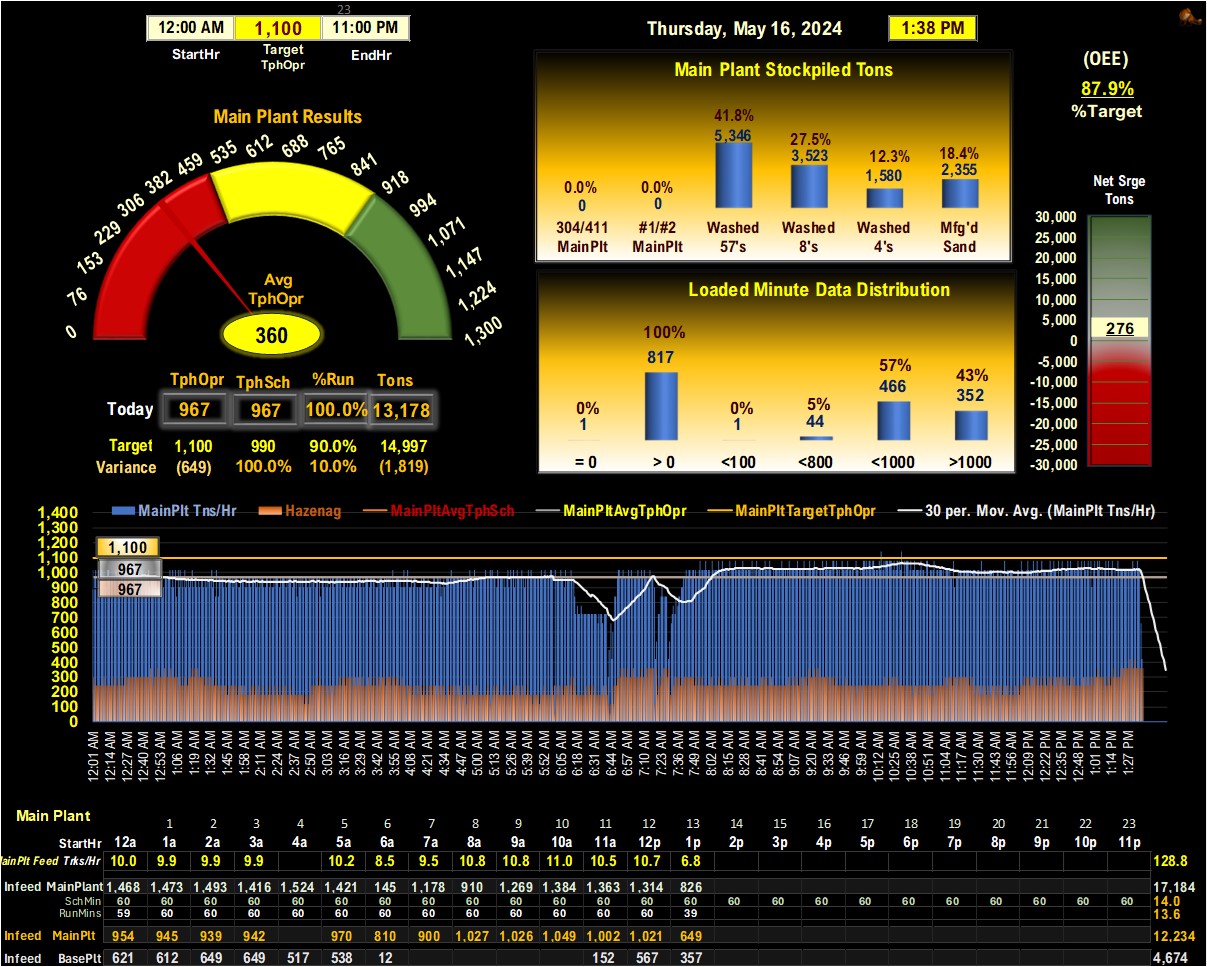 23
12:00 AM 1,100 11:00 PM
StartHr Target TphOpr EndHr
Thursday, May 16, 2024 1:38 PM
(OEE)
87.9%
%Target
Main Plant Results
0 76 153 229 306 382 459 535 612 688 765 841 918 994 1,071 1,147 1,224 1,300
Avg
TphOpr
360
TphOpr TphSch %Run Tons
Today 967 967 100.0% 13,178
Target 1,100 990 90.0% 14,997
Variance (649) 100.0% 10.0% (1,819)
Main Plant Stockpiled Tons
0.0% 0.0% 41.8% 27.5% 12.3% 18.4%
0 0 5,346 3,523 1,580 2,355
304/411 #1/#2 Washed Washed Washed Mfg'd
MainPlt MainPlt 57's 8's 4's Sand
Loaded Minute Data Distribution
0% 100% 0% 5% 57% 43%
1 817 1 44 466 352
= 0 > 0 <100 <800 <1000 >1000
Net Srge
Tons
30,000
25,000
20,000
15,000
10,000
5,000
276
0
-5,000
-10,000
-15,000
-20,000
-25,000
-30,000
MainPlt Tns/Hr Hazenag MainPltAvgTphSch MainPltAvgTphOpr MainPltTargetTphOpr 30 per. Mov. Avg. (MainPlt Tns/Hr)
1,400
1,300
1,200
1,100
1,000
900
800
700
600
500
400
300
200
100
0
1,100
967
967
12:01 AM 12:14 AM 12:27 AM 12:40 AM 12:53 AM 1:06 AM 1:19 AM 1:32 AM 1:45 AM 1:58 AM 2:11 AM 2:24 AM 2:37 AM 2:50 AM 3:03 AM 3:16 AM 3:29 AM 3:42 AM 3:55 AM 4:08 AM 4:21 AM 4:34 AM 4:47 AM 5:00 AM 5:13 AM 5:26 AM 5:39 AM 5:52 AM 6:05 AM 6:18 AM 6:31 AM 6:44 AM 6:57 AM 7:10 AM 7:23 AM 7:36 AM 7:49 AM 8:02 AM 8:15 AM 8:28 AM 8:41 AM 8:54 AM 9:07 AM 9:20 AM 9:33 AM 9:46 AM 9:59 AM 10:12 AM 10:25 AM 10:38 AM 10:51 AM 11:04 AM 11:17 AM 11:30 AM 11:43 AM 11:56 AM 12:09 PM 12:22 PM 12:35 PM 12:48 PM 1:01 PM 1:14 PM 1:27 PM
Main Plant
1 2 3 4 5 6 7 8 9 10 11 12 13 14 15 16 17 18 19 20 21 22 23
StartHr 12a 1a 2a 3a 4a 5a 6a 7a 8a 9a 10a 11a 12p 1p 2p 3p 4p 5p 6p 7p 8p 9p 10p 11p
MainPlt Feed Trks/Hr 10.0 9.9 9.9 9.9 10.2 8.5 9.5 10.8 10.8 11.0 10.5 10.7 6.8 128.8
Infeed MainPlant 1,468 1,473 1,493 1,416 1,524 1,421 145 1,178 910 1,269 1,384 1,363 1,314 826 17,184
SchMin 60 60 60 60 60 60 60 60 60 60 60 60 60 60 60 60 60 60 60 60 60 60 60 60 14.0
RunMins 59 60 60 60 60 60 60 60 60 60 60 60 60 39 13.6
Infeed MainPlt 954 945 939 942 970 810 900 1,027 1,026 1,049 1,002 1,021 649 12,234
Infeed BasePlt 621 612 649 649 517 538 12 152 567 357 4,674